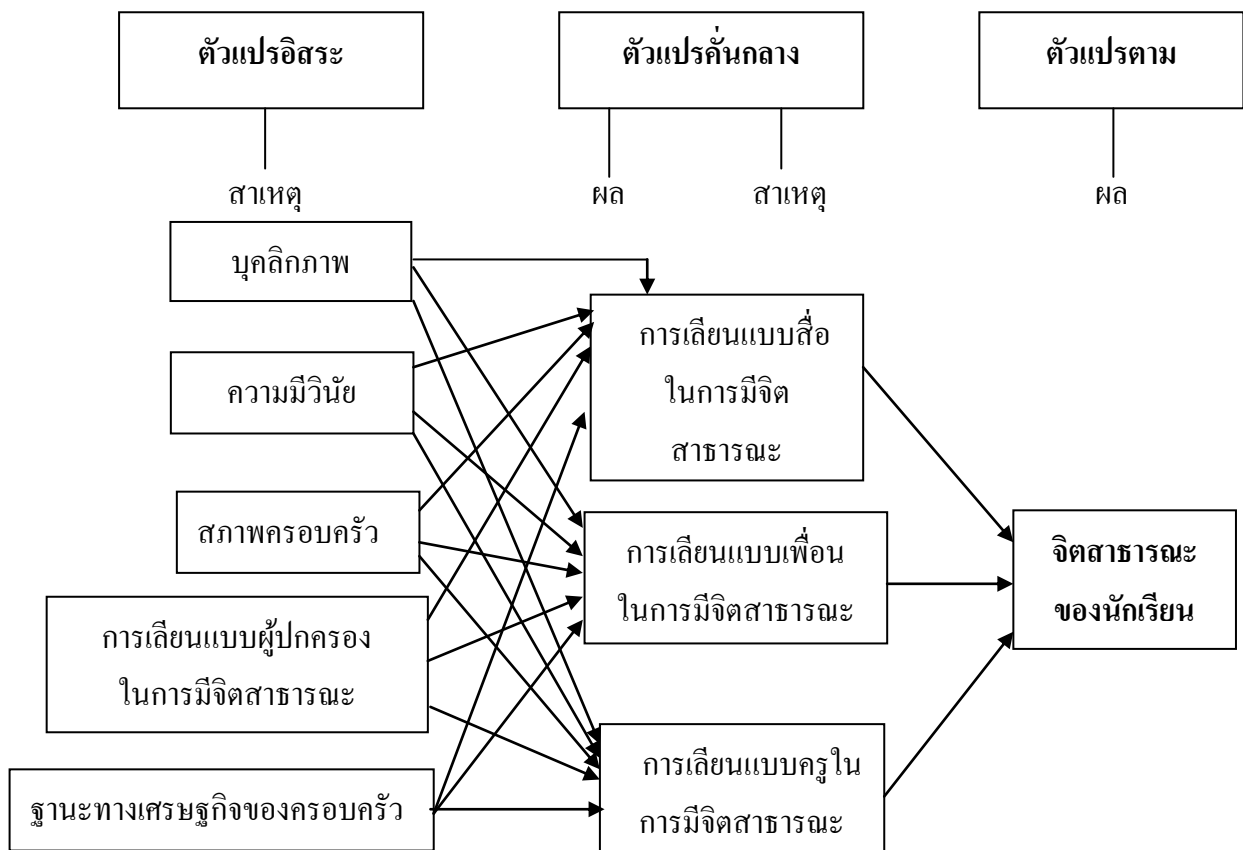 ตัวแปรอิสระ
ตัวแปรคั่นกลาง
ตัวแปรตาม
สาเหตุ
ผล
สาเหตุ
ผล
บุคลิกภาพ
ความมีวินัย
สภาพครอบครัว
การเลียนแบบผู้ปกครอง
ในการมีจิตสาธารณะ
ฐานะทางเศรษฐกิจของครอบครัว
การเลียนแบบสื่อ
ในการมีจิต
สาธารณะ
การเลียนแบบเพื่อน
ในการมีจิตสาธารณะ
การเลียนแบบครูใน
การมีจิตสาธารณะ
จิตสาธารณะ
ของนักเรียน